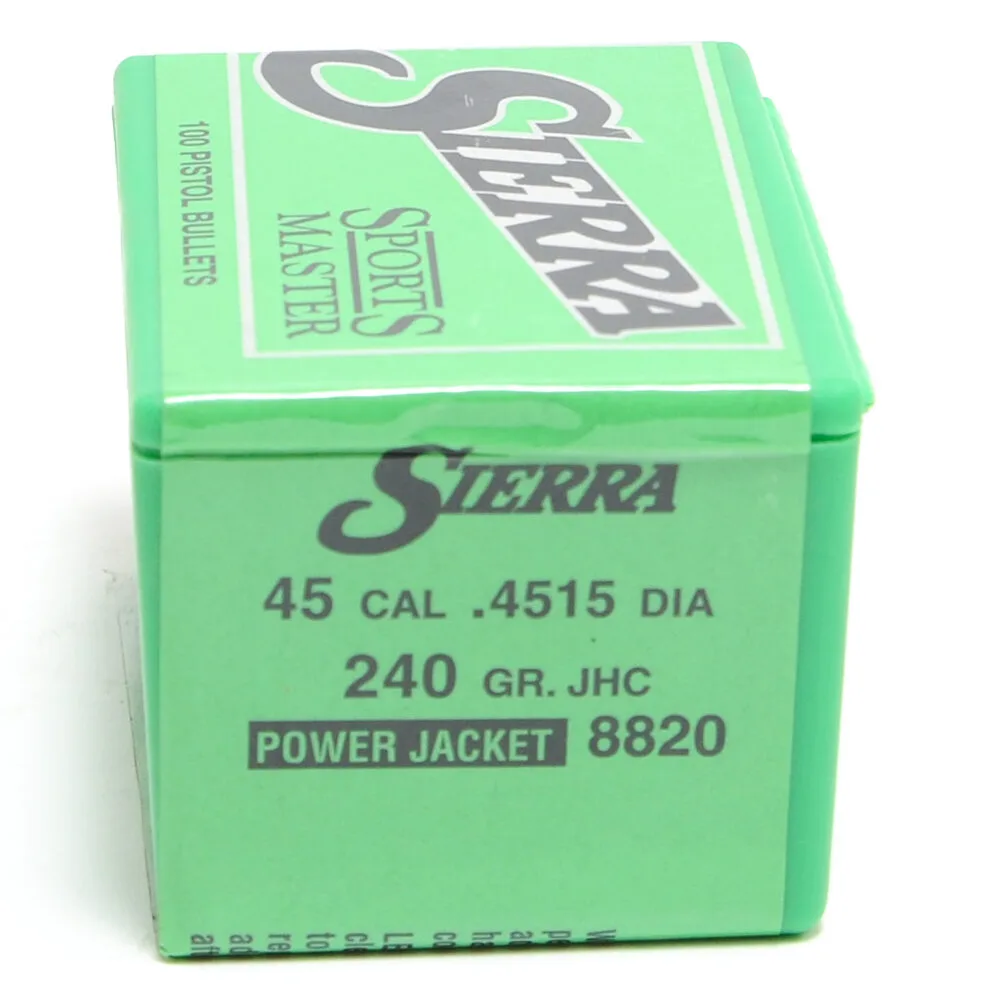 SIERRA
SPORTS
MASTER
100 PISTOL BULLETS
SIERRA
45 CAL .4515 DIA
240 GR. JHC
POWER JACKET 8820